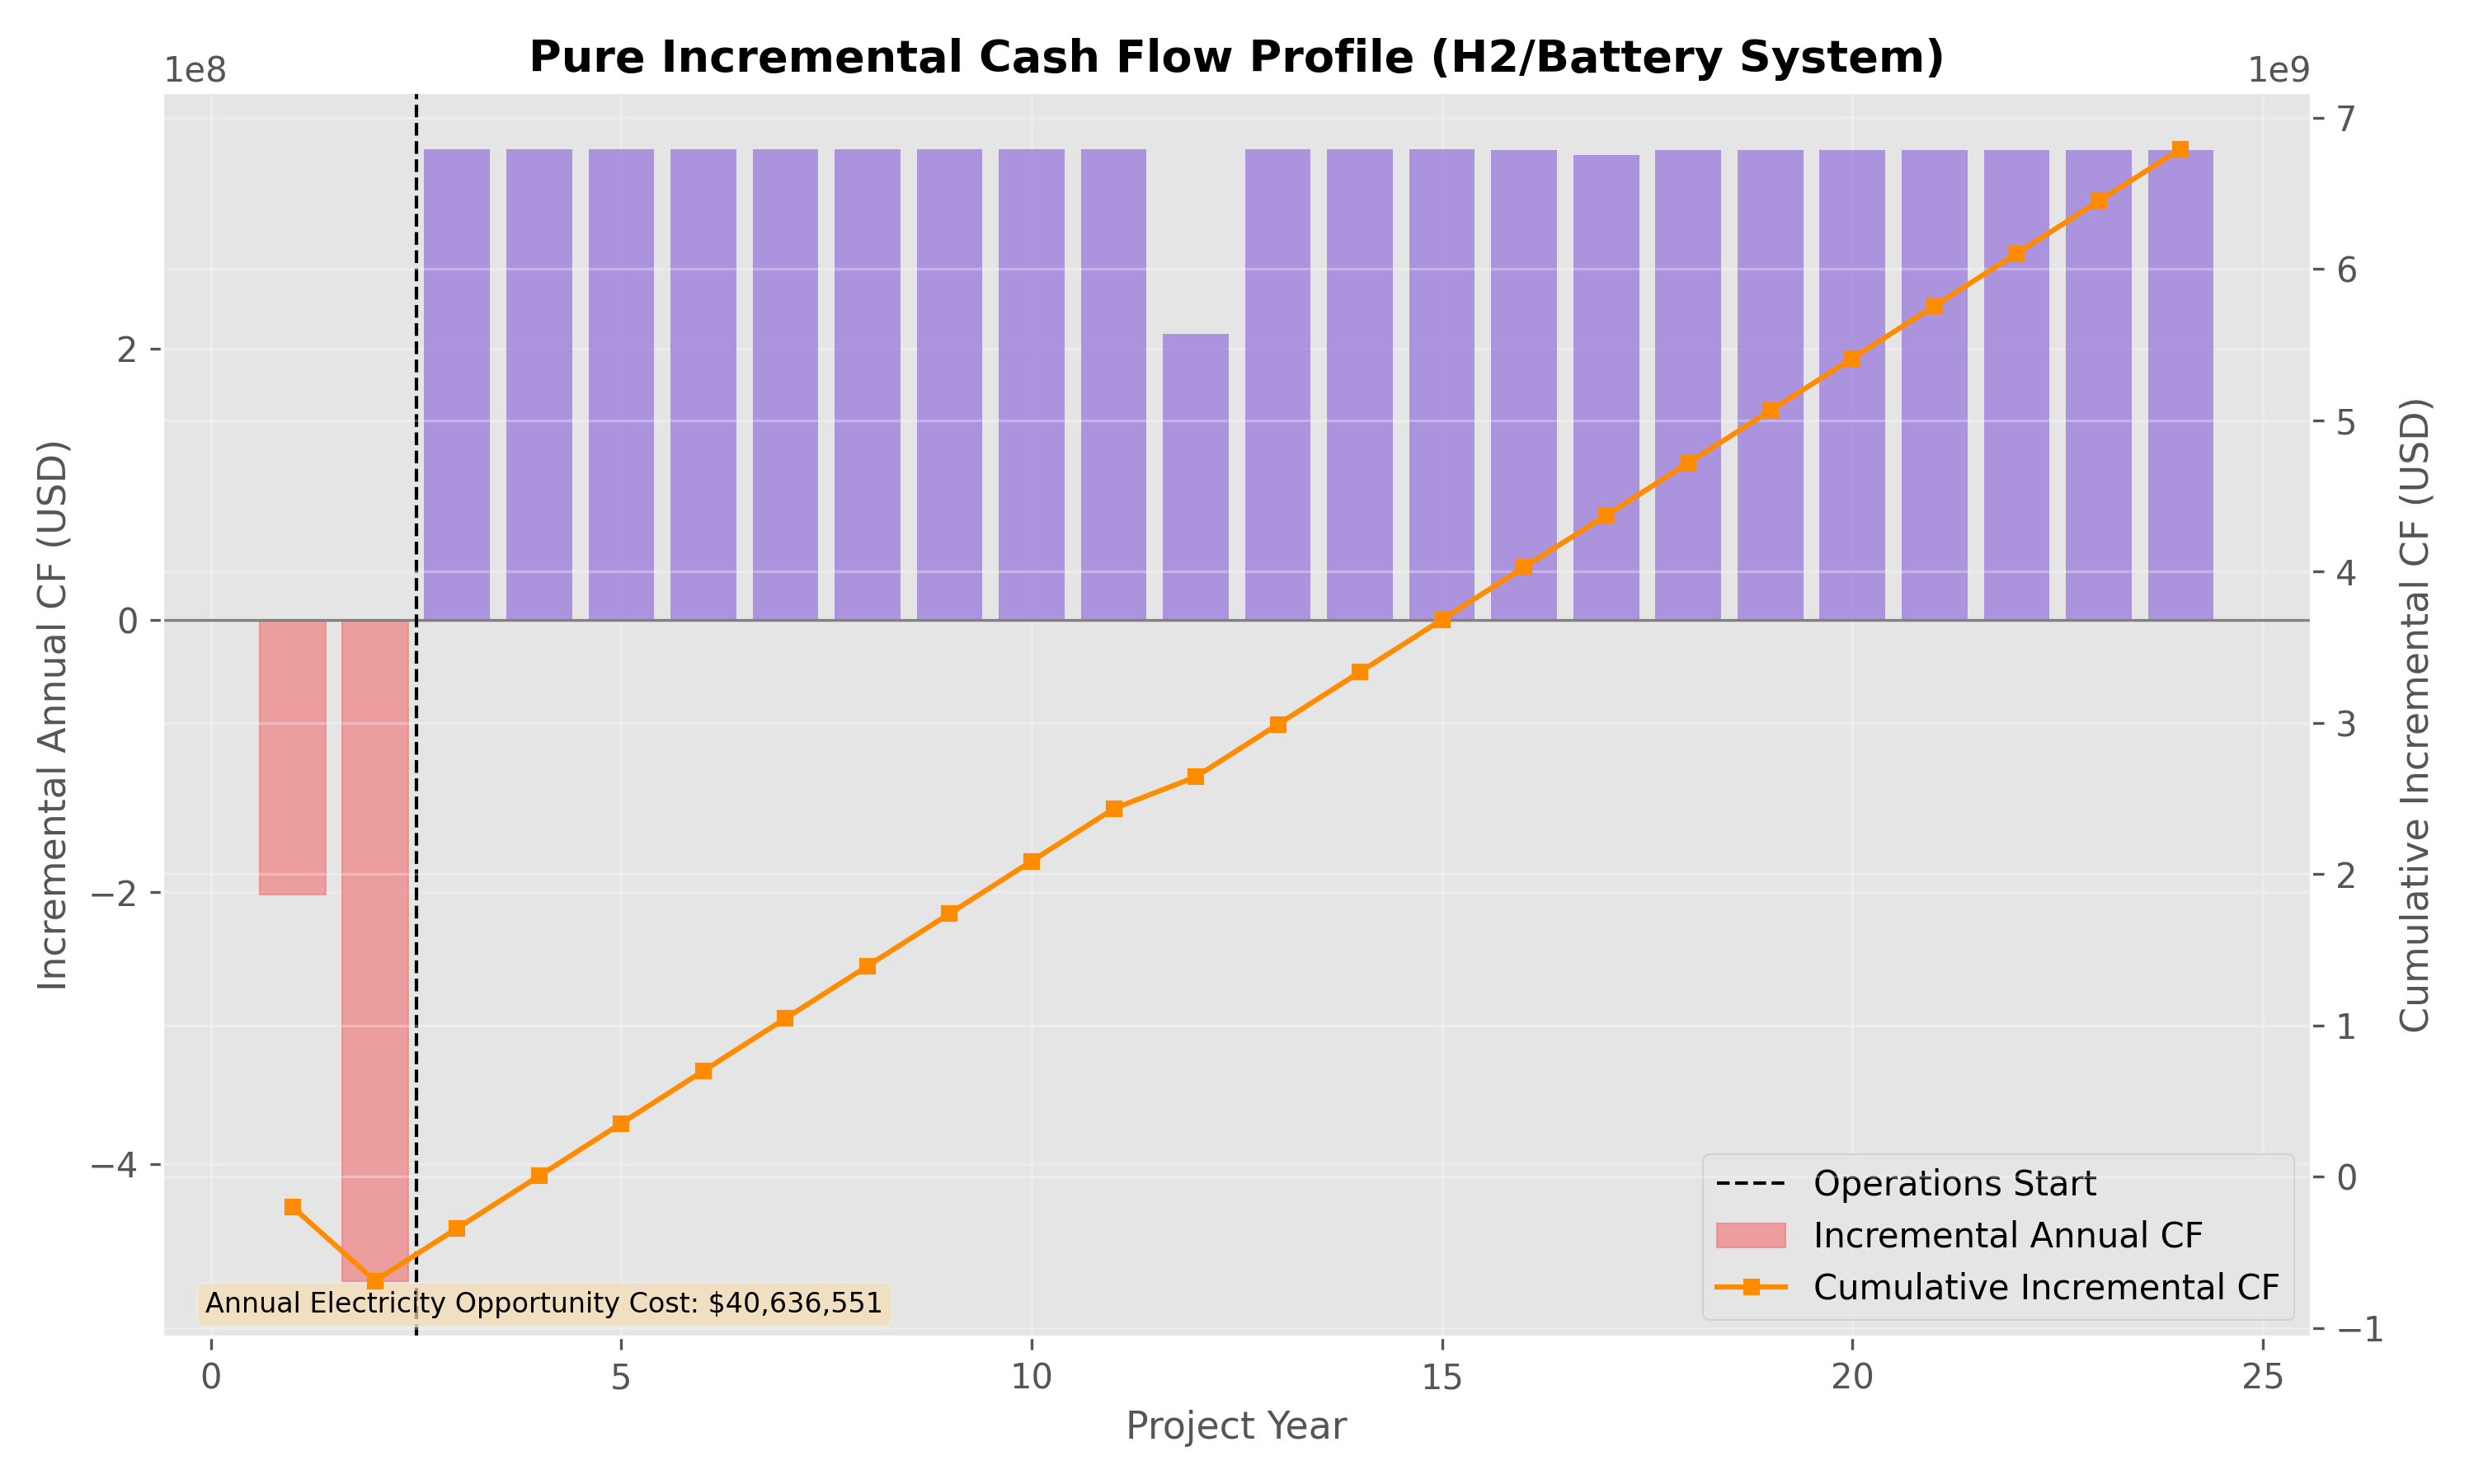 Pure Incremental Cash Flow Profile (H2/Battery System)
1e8
1e9
Incremental Annual CF (USD)
2
0
−2
−4
7
6
5
4
3
2
1
0
−1
Cumulative Incremental CF (USD)
Operations Start
Incremental Annual CF
Cumulative Incremental CF
Annual Electricity Opportunity Cost: $40,636,551
0
5
10
15
20
25
Project Year